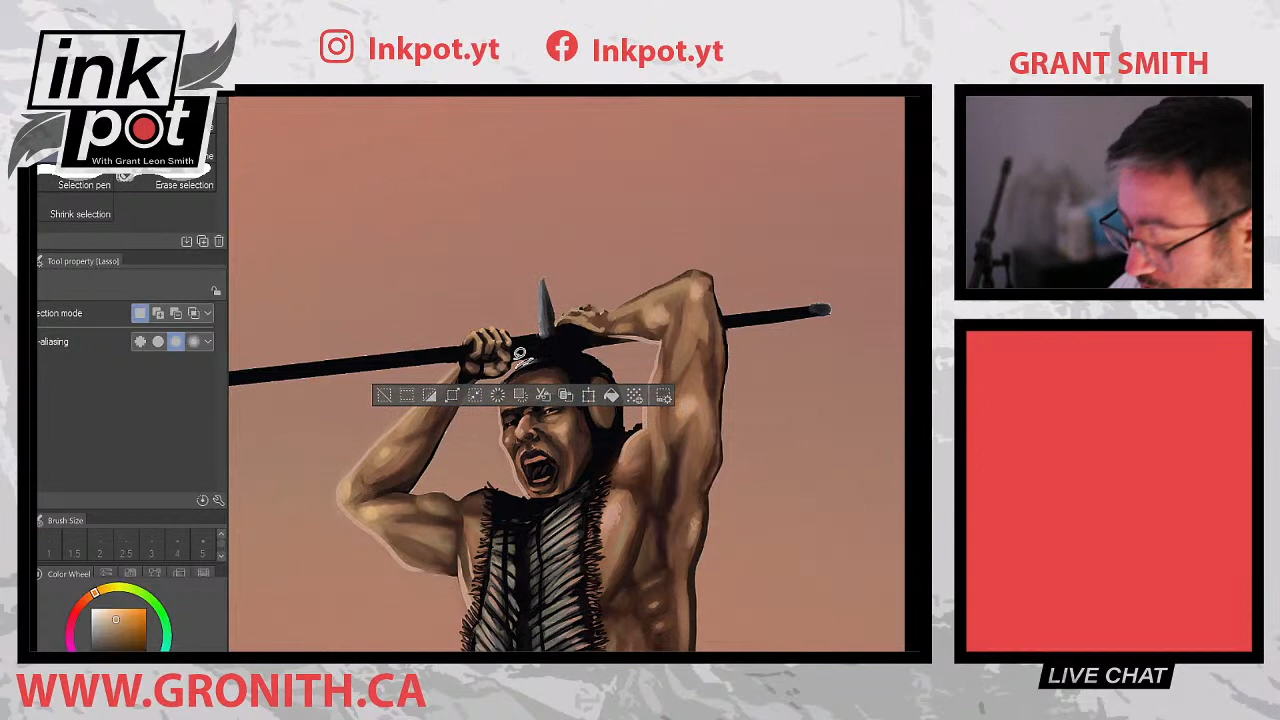 ink
pot
With Grant Leon Smith
Inkpot.yt
Inkpot.yt
GRANT SMITH
Selection pen
Erase selection
Shrink selection
Tool property [Lasso]
ection mode
-aliasing
Brush Size
1 1.5 2 2.5 3 4 5
Color Wheel
LIVE CHAT
WWW.GRONITH.CA